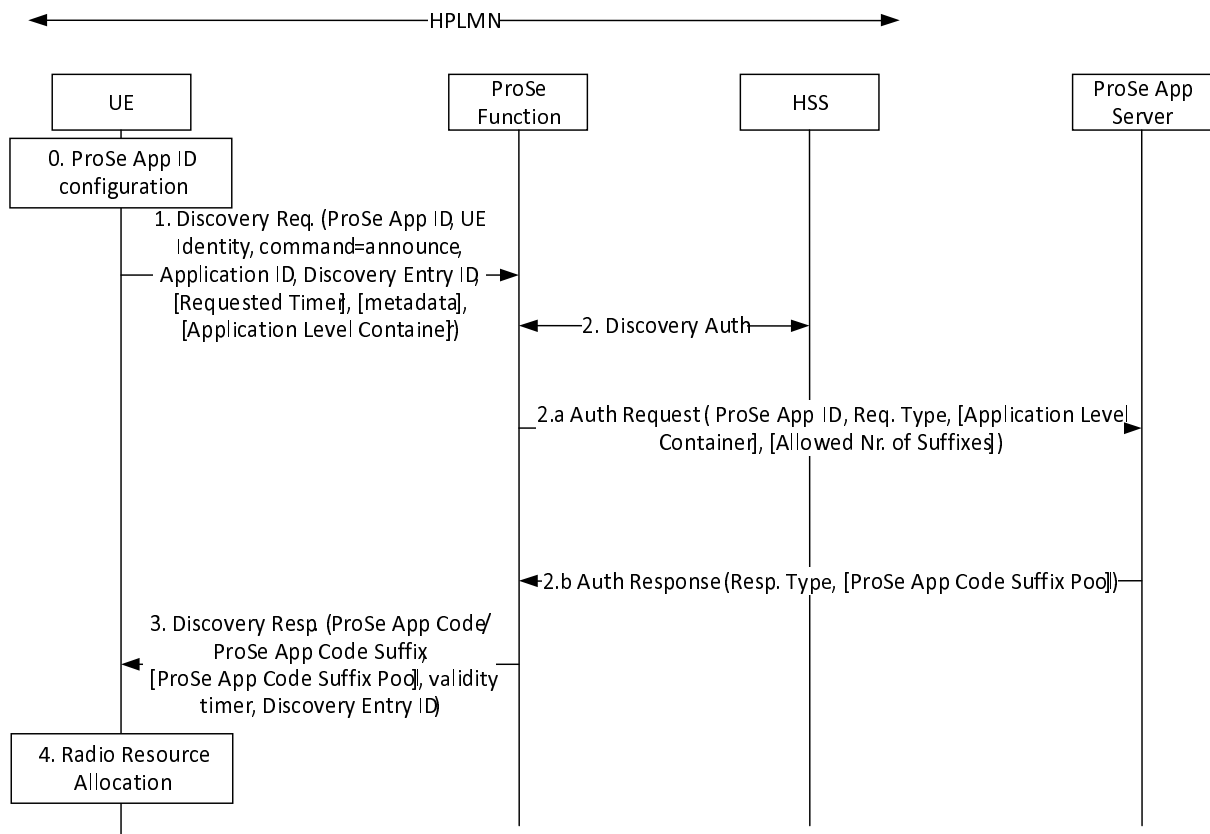 HPLMN
UE
ProSe
Function
HSS
ProSe App
Server
0. ProSe App ID
configuration
1. Discovery Req. (ProSe App ID, UE
Identity, command=announce,
Application ID, Discovery Entry ID,
[Requested Timer], [metadata],
[Application Level Container])
2. Discovery Auth
2.a Auth Request ( ProSe App ID, Req. Type, [Application Level
Container], [Allowed Nr. of Suffixes])
2.b Auth Response (Resp. Type, [ProSe App Code Suffix Pool])
3. Discovery Resp. (ProSe App Code/
ProSe App Code Suffix,
[ProSe App Code Suffix Pool], validity
timer, Discovery Entry ID)
4. Radio Resource
Allocation